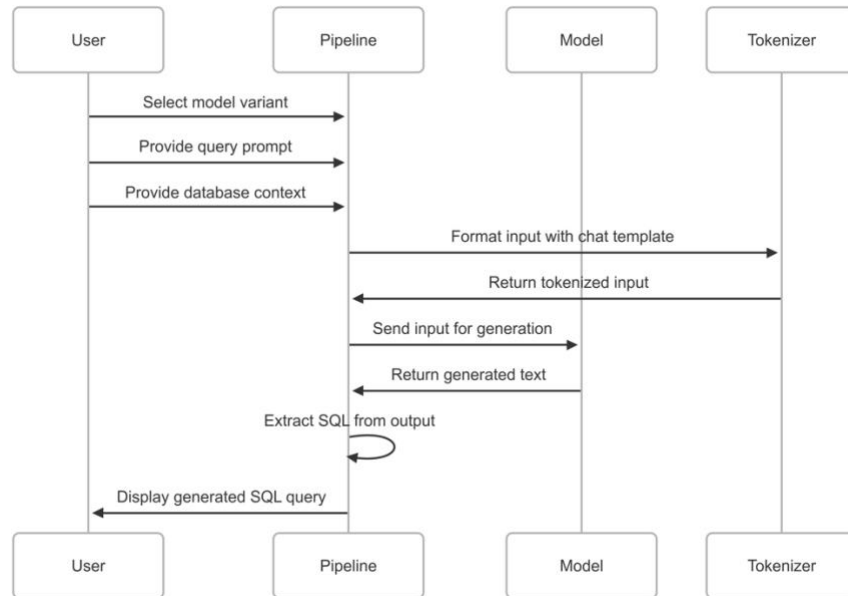 User
Pipeline
Model
Tokenizer
Select model variant
Provide query prompt
Provide database context
Format input with chat template
Return tokenized input
Send input for generation
Return generated text
Extract SQL from output
Display generated SQL query
User
Pipeline
Model
Tokenizer